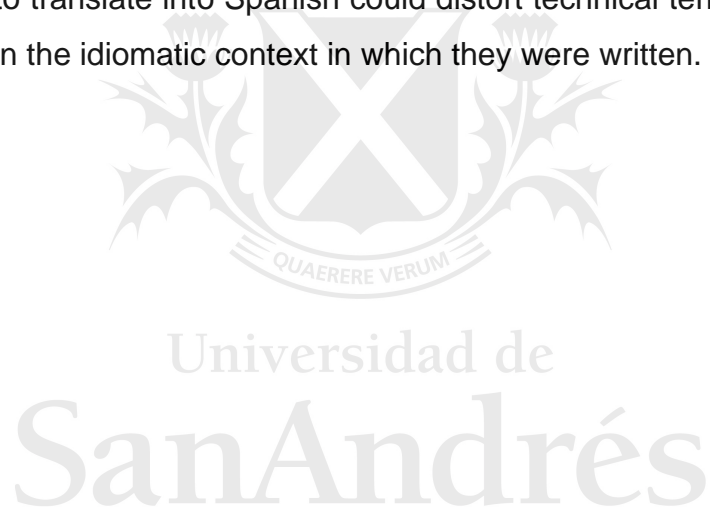 to translate into Spanish could distort technical
n the idiomatic context in which they were written.
QUAERERE VERUM
Universidad de
SanAndrés